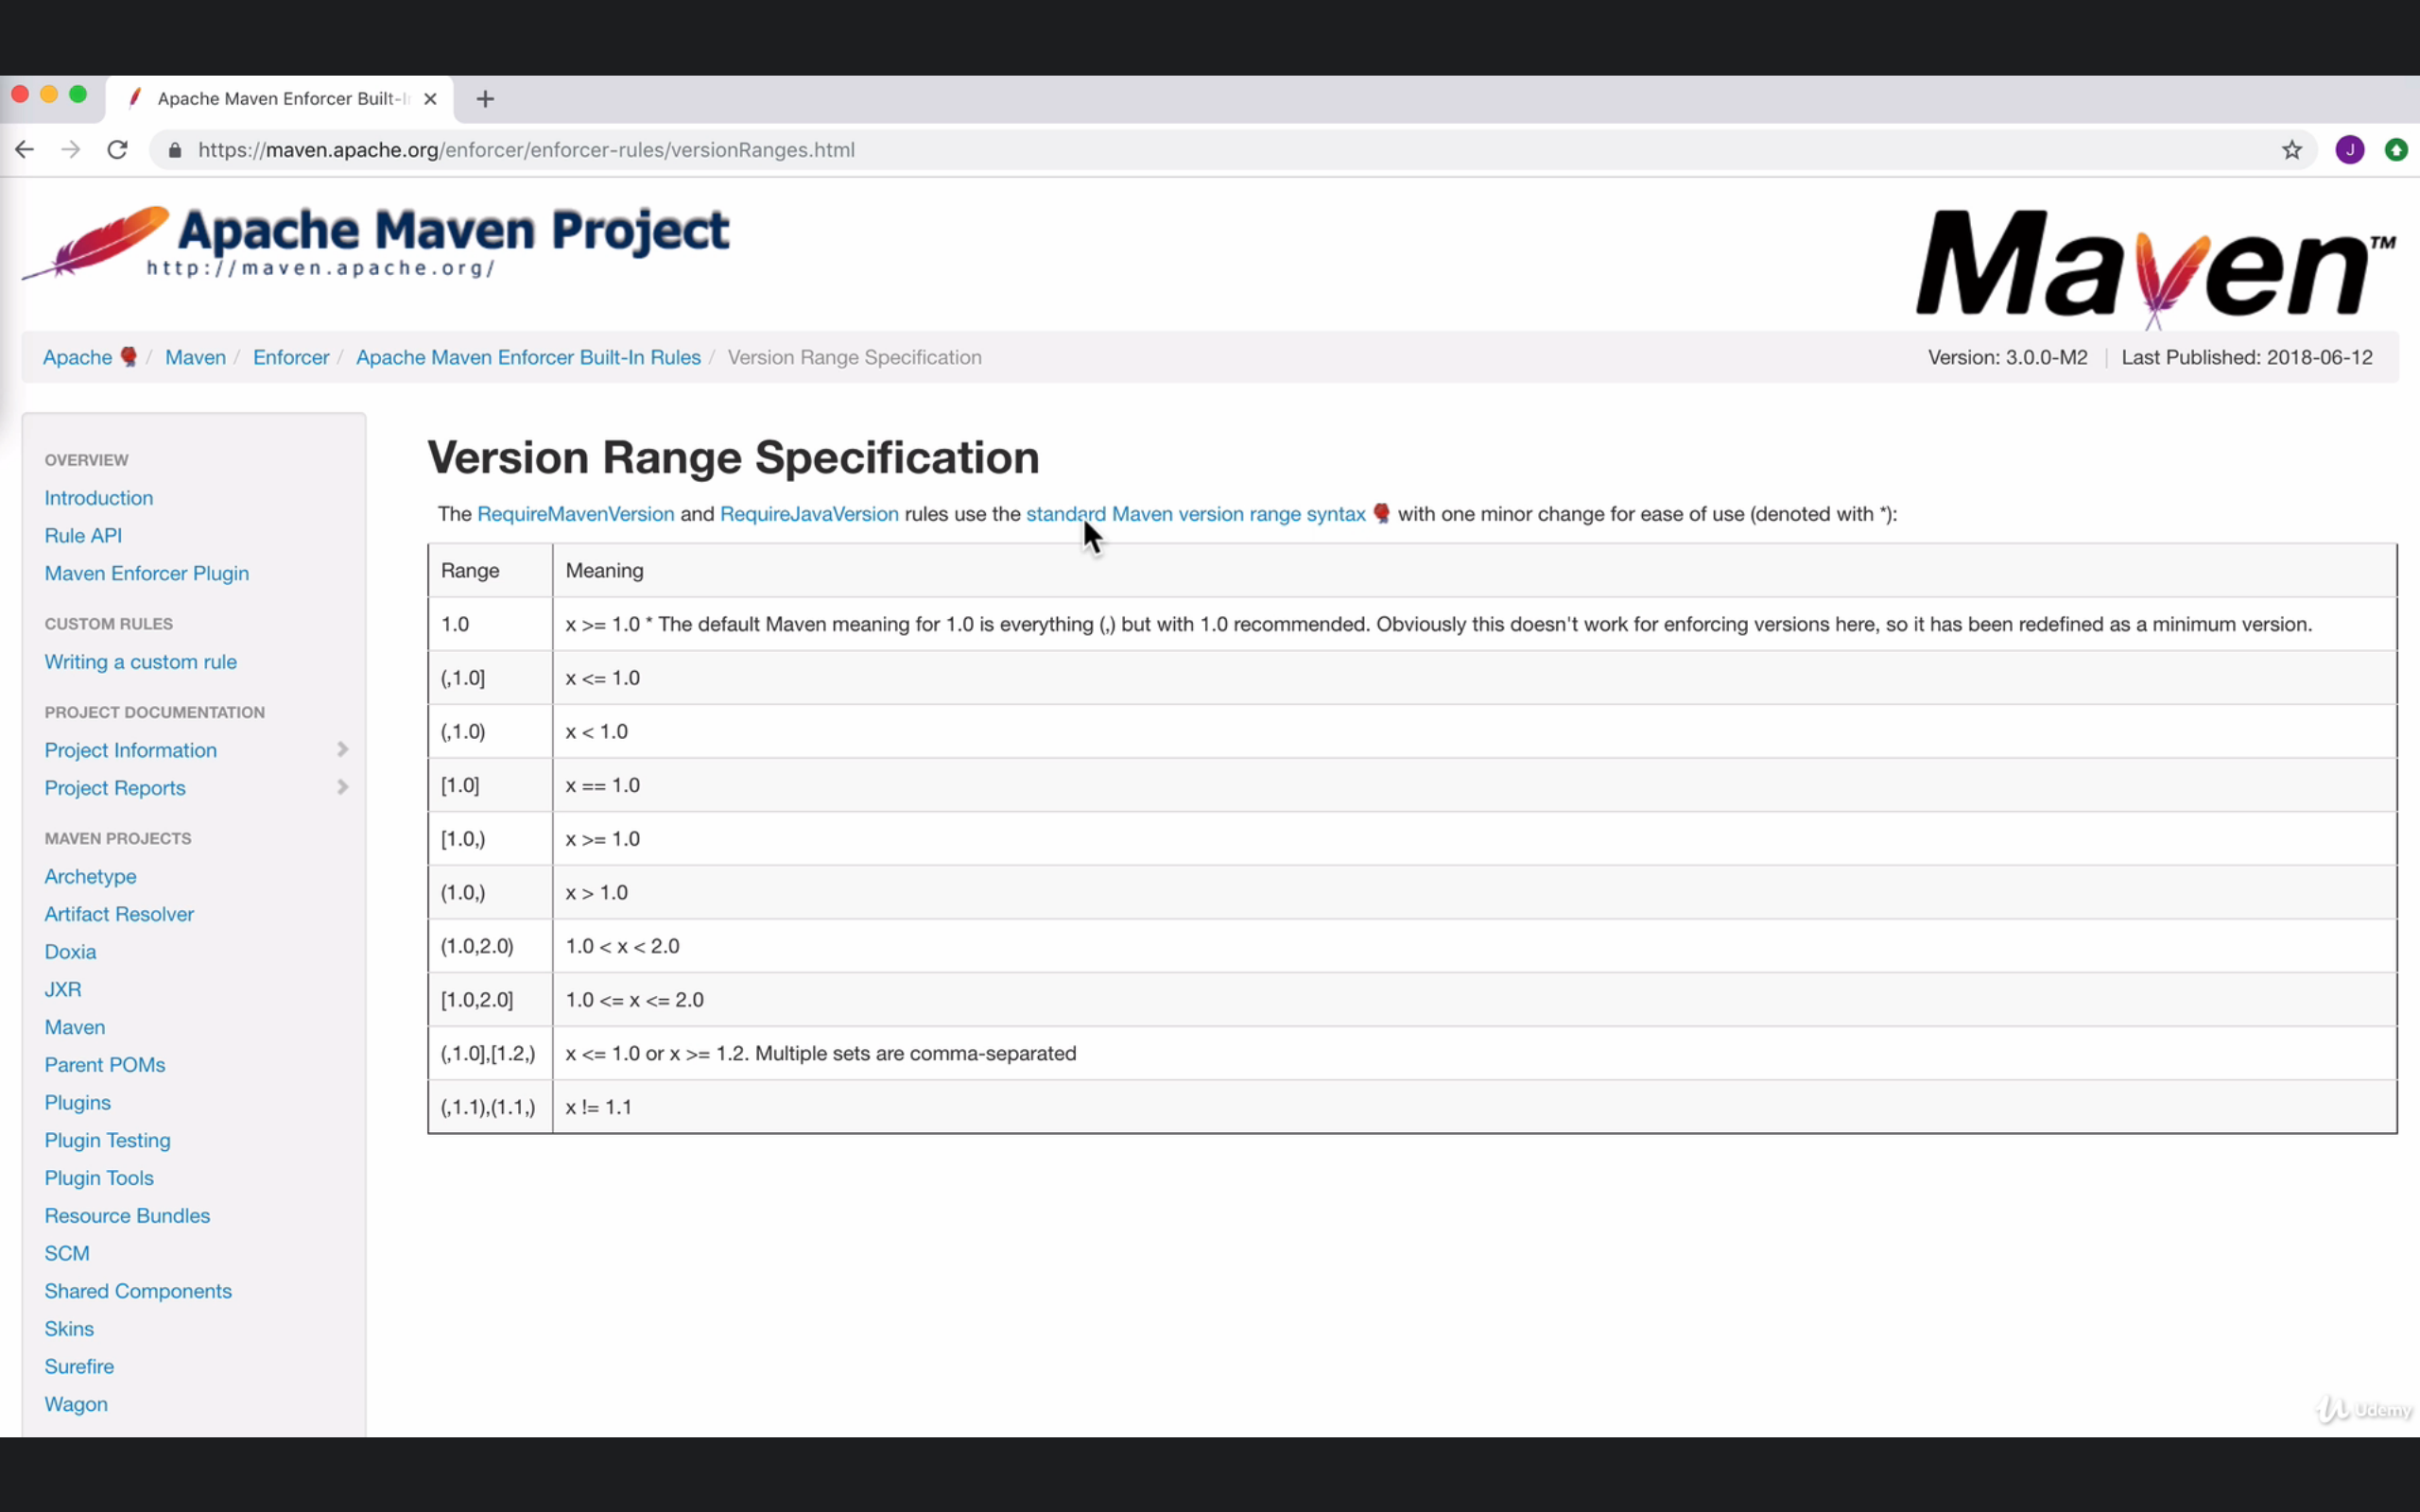 Apache Maven Enforcer Built-I
https://maven.apache.org/enforcer/enforcer-rules/versionRanges.html
J
Apache Maven Project
http://maven.apache.org/
Maven™
Apache / Maven / Enforcer / Apache Maven Enforcer Built-In Rules / Version Range Specification
Version: 3.0.0-M2 | Last Published: 2018-06-12
OVERVIEW
Introduction
Rule API
Maven Enforcer Plugin
CUSTOM RULES
Writing a custom rule
PROJECT DOCUMENTATION
Project Information
Project Reports
MAVEN PROJECTS
Archetype
Artifact Resolver
Doxia
JXR
Maven
Parent POMs
Plugins
Plugin Testing
Plugin Tools
Resource Bundles
SCM
Shared Components
Skins
Surefire
Wagon
Version Range Specification
The RequireMavenVersion and RequireJavaVersion rules use the standard Maven version range syntax with one minor change for ease of use (denoted with *):
Range Meaning
1.0 x >= 1.0 * The default Maven meaning for 1.0 is everything (,) but with 1.0 recommended. Obviously this doesn't work for enforcing versions here, so it has been redefined as a minimum version.
(,1.0] x <= 1.0
(,1.0) x < 1.0
[1.0] x == 1.0
[1.0,) x >= 1.0
(1.0,) x > 1.0
(1.0,2.0) 1.0 < x < 2.0
[1.0,2.0] 1.0 <= x <= 2.0
(,1.0],[1.2,) x <= 1.0 or x >= 1.2. Multiple sets are comma-separated
(,1.1),(1.1,) x != 1.1
Udemy